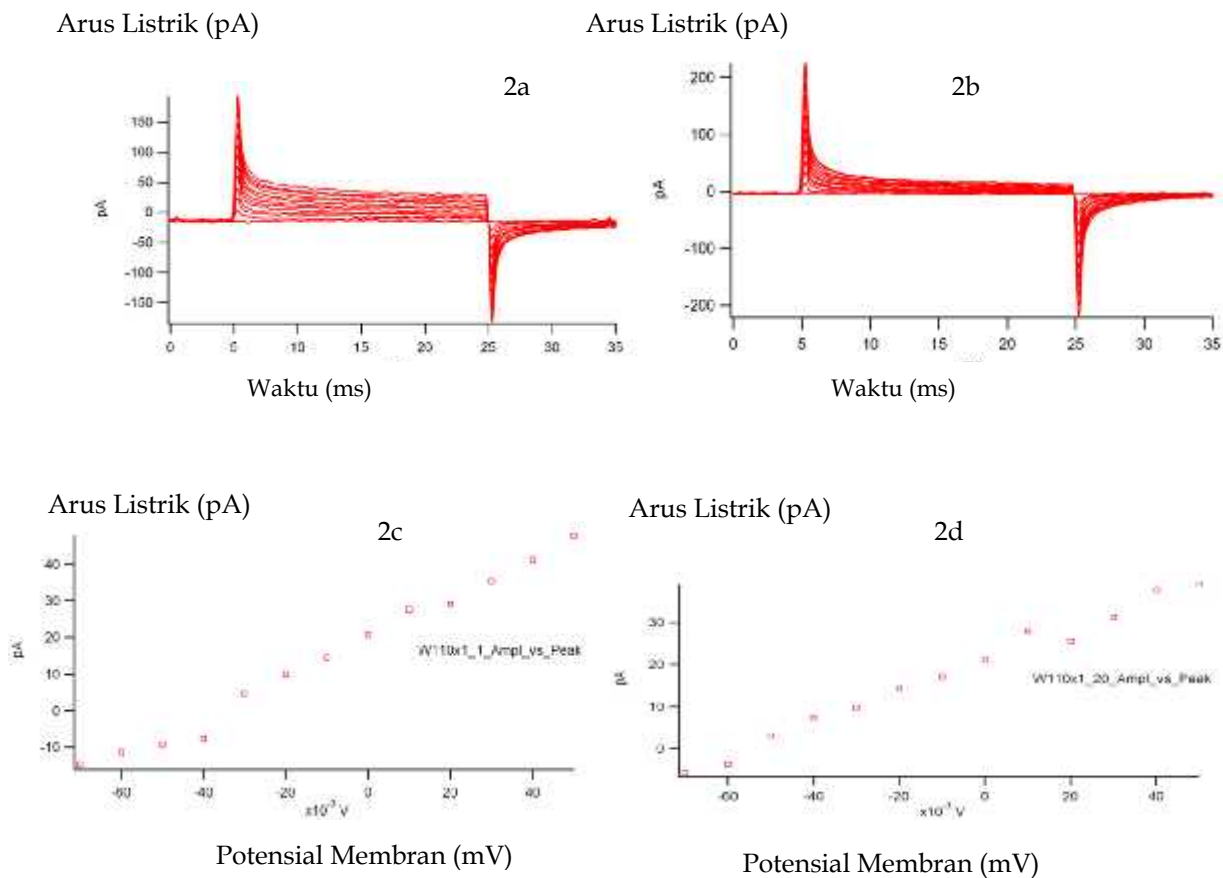 Arus Listrik (pA)
Arus Listrik (pA)
2a
2b
150
100
50
0
-50
-100
-150
pA
0 5 10 15 20 25 30 35
Waktu (ms)
200
100
0
-100
-200
pA
0 5 10 15 20 25 30 35
Waktu (ms)
Arus Listrik (pA)
2c
40
30
20
10
0
-10
pA
W110x1_1_Ampl_vs_Peak
-60 -40 -20 0 20 40
x10⁻³ V
Potensial Membran (mV)
Arus Listrik (pA)
2d
30
20
10
0
pA
W110x1_20_Ampl_vs_Peak
-60 -40 -20 0 20 40
x10⁻³ V
Potensial Membran (mV)